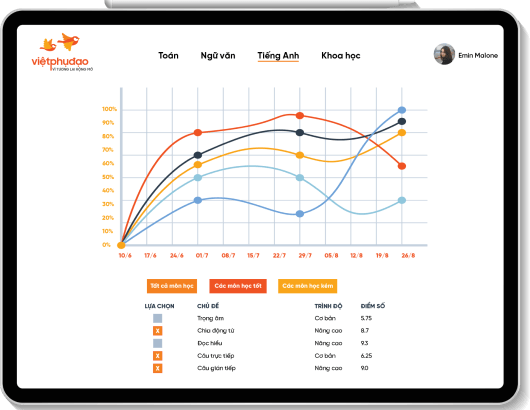 việtphụđạo
VÌ TƯƠNG LAI RỘNG MỞ
Toán Ngữ văn Tiếng Anh Khoa học
Emin Malone
100%
90%
80%
70%
60%
50%
40%
30%
20%
10%
0%
10/6 17/6 24/6 01/7 08/7 15/7 22/7 29/7 05/8 12/8 19/8 26/8
Tất cả môn học Các môn học tốt Các môn học kém
LỰA CHỌN CHỦ ĐỀ TRÌNH ĐỘ ĐIỂM SỐ
Trọng âm Cơ bản 5.75
X Chia động từ Nâng cao 8.7
Đọc hiểu Nâng cao 9.3
X Câu trực tiếp Cơ bản 6.25
X Câu gián tiếp Nâng cao 9.0